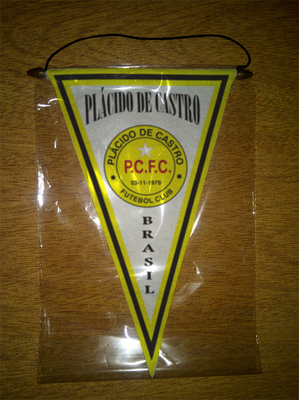 PLÁCIDO DE CASTRO
PLÁCIDO DE CASTRO
P.C.F.C.
03-11-1979
FUTEBOL CLUB
BRASIL